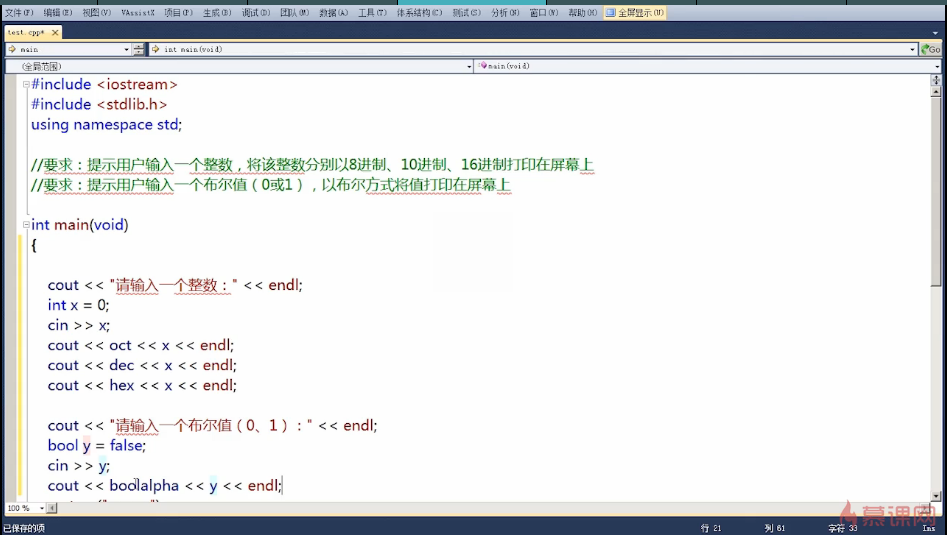 文件(F) 编辑(E) 视图(V) VAssistX 项目(P) 生成(B) 调试(D) 团队(M) 数据(A) 工具(T) 体系结构(C) 测试(S) 分析(N) 窗口(W) 帮助(H) 全屏显示(U)
test.cpp* ×
main int main(void) Go
(全局范围) main(void)
#include <iostream>
#include <stdlib.h>
using namespace std;
//要求：提示用户输入一个整数，将该整数分别以8进制、10进制、16进制打印在屏幕上
//要求：提示用户输入一个布尔值（0或1），以布尔方式将值打印在屏幕上
int main(void)
{
cout << "请输入一个整数：" << endl;
int x = 0;
cin >> x;
cout << oct << x << endl;
cout << dec << x << endl;
cout << hex << x << endl;
cout << "请输入一个布尔值（0、1）：" << endl;
bool y = false;
cin >> y;
cout << boolalpha << y << endl;
100 %
慕课网
已保存的项 行 21 列 61 字符 33 Ins